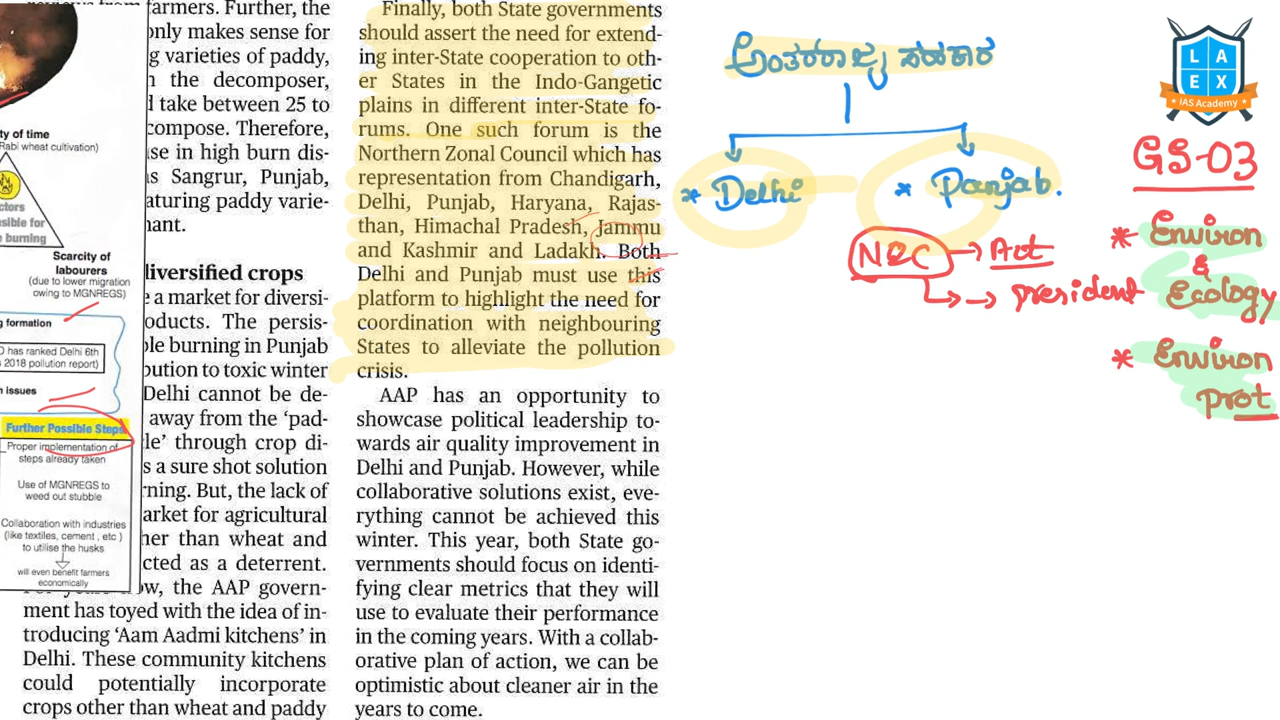 farmers. Further, the
only makes sense for
g varieties of paddy,
the decomposer,
take between 25 to
compose. Therefore,
se in high burn dis-
s Sangrur, Punjab,
aturing paddy varie-
nant.
diversified crops
e a market for diversi-
oducts. The persis-
le burning in Punjab
bution to toxic winter
Delhi cannot be de-
away from the ‘pad-
le’ through crop di-
s a sure shot solution
rning. But, the lack of
arket for agricultural
her than wheat and
cted as a deterrent.
ow, the AAP govern-
ment has toyed with the idea of in-
troducing ‘Aam Aadmi kitchens’ in
Delhi. These community kitchens
could potentially incorporate
crops other than wheat and paddy
ty of time
Rabi wheat cultivation)
ctors
sible for
burning
Scarcity of
labourers
(due to lower migration
owing to MGNREGS)
g formation
O has ranked Delhi 6th
2018 pollution report)
issues
Further Possible Steps
Proper implementation of
steps already taken
Use of MGNREGS to
weed out stubble
Collaboration with industries
(like textiles, cement , etc )
to utilise the husks
will even benefit farmers
economically
Finally, both State governments
should assert the need for extend-
ing inter-State cooperation to oth-
er States in the Indo-Gangetic
plains in different inter-State fo-
rums. One such forum is the
Northern Zonal Council which has
representation from Chandigarh,
Delhi, Punjab, Haryana, Rajas-
than, Himachal Pradesh, Jammu
and Kashmir and Ladakh. Both
Delhi and Punjab must use this
platform to highlight the need for
coordination with neighbouring
States to alleviate the pollution
crisis.
AAP has an opportunity to
showcase political leadership to-
wards air quality improvement in
Delhi and Punjab. However, while
collaborative solutions exist, eve-
rything cannot be achieved this
winter. This year, both State go-
vernments should focus on identi-
fying clear metrics that they will
use to evaluate their performance
in the coming years. With a collab-
orative plan of action, we can be
optimistic about cleaner air in the
years to come.
ಅಂತರರಾಜ್ಯ ಸಹಕಾರ
* Delhi
* Punjab.
NZC → Act
→ president
LA
EX
IAS Academy
GS-03
* Environ
&
Ecology
* Environ
prot